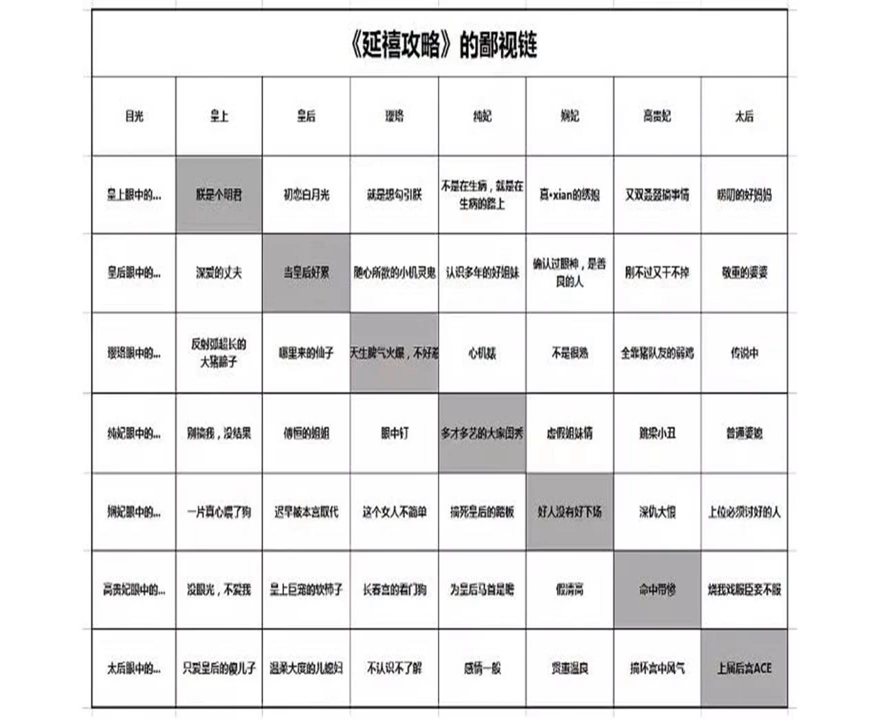 《延禧攻略》的鄙视链
目光 皇上 皇后 璎珞 纯妃 娴妃 高贵妃 太后
皇上眼中的... 朕是个明君 初恋白月光 就是想勾引朕 不是在生病，就是在生病的路上 真·xian的绣娘 又双叒叕搞事情 唠叨的好妈妈
皇后眼中的... 深爱的丈夫 当皇后好累 随心所欲的小机灵鬼 认识多年的好姐妹 确认过眼神，是善良的人 刚不过又干不掉 敬重的婆婆
璎珞眼中的... 反射弧超长的大猪蹄子 哪里来的仙子 天生脾气火爆，不好惹 心机婊 不是很熟 全靠猪队友的弱鸡 传说中
纯妃眼中的... 别搞我，没结果 傅恒的姐姐 眼中钉 多才多艺的大家闺秀 虚假姐妹情 跳梁小丑 普通婆媳
娴妃眼中的... 一片真心喂了狗 迟早被本宫取代 这个女人不简单 搞死皇后的踏板 好人没有好下场 深仇大恨 上位必须讨好的人
高贵妃眼中的... 没眼光，不爱我 皇上巨宠的软柿子 长春宫的看门狗 为皇后马首是瞻 假清高 命中带惨 烧我戏服臣妾不服
太后眼中的... 只爱皇后的傻儿子 温柔大度的儿媳妇 不认识不了解 感情一般 贤惠温良 搞坏宫中风气 上届后宫ACE